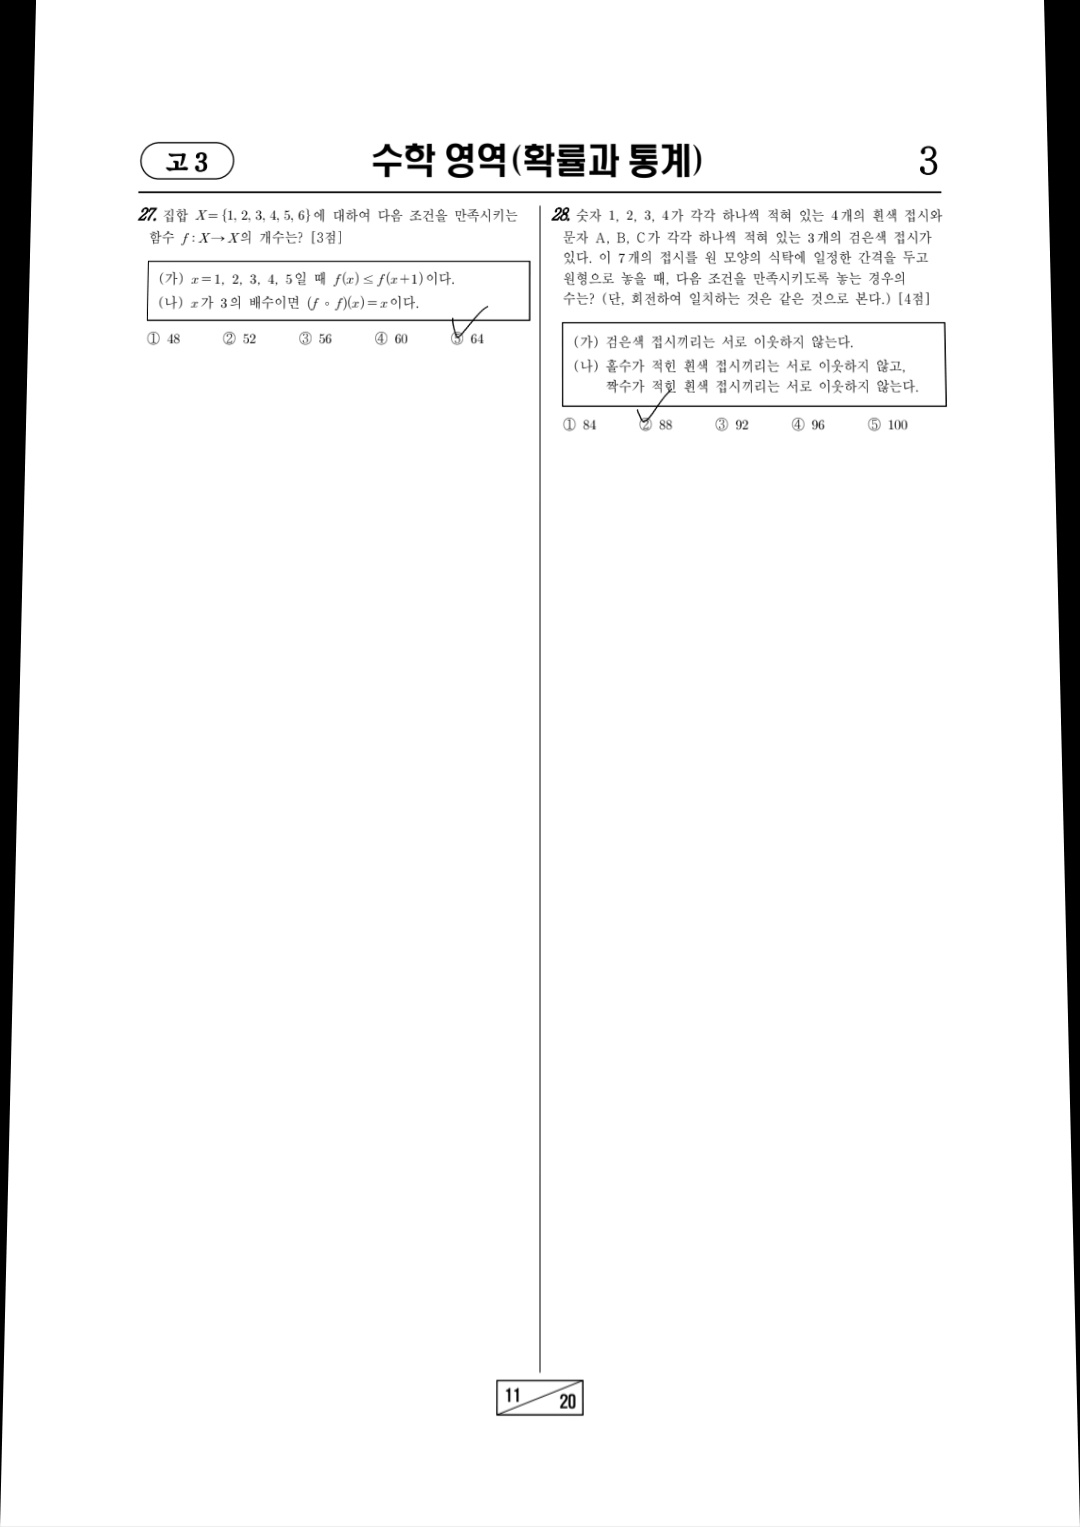 고 3
수학 영역(확률과 통계)
3
27. 집합 X={1, 2, 3, 4, 5, 6}에 대하여 다음 조건을 만족시키는
함수 f : X→X의 개수는? [3점]
(가) x=1, 2, 3, 4, 5일 때 f(x)≤f(x+1)이다.
(나) x가 3의 배수이면 (f∘f)(x)=x이다.
① 48 ② 52 ③ 56 ④ 60 ⑤ 64
28. 숫자 1, 2, 3, 4가 각각 하나씩 적혀 있는 4개의 흰색 접시와
문자 A, B, C가 각각 하나씩 적혀 있는 3개의 검은색 접시가
있다. 이 7개의 접시를 원 모양의 식탁에 일정한 간격을 두고
원형으로 놓을 때, 다음 조건을 만족시키도록 놓는 경우의
수는? (단, 회전하여 일치하는 것은 같은 것으로 본다.) [4점]
(가) 검은색 접시끼리는 서로 이웃하지 않는다.
(나) 홀수가 적힌 흰색 접시끼리는 서로 이웃하지 않고,
짝수가 적힌 흰색 접시끼리는 서로 이웃하지 않는다.
① 84 ② 88 ③ 92 ④ 96 ⑤ 100
11
20